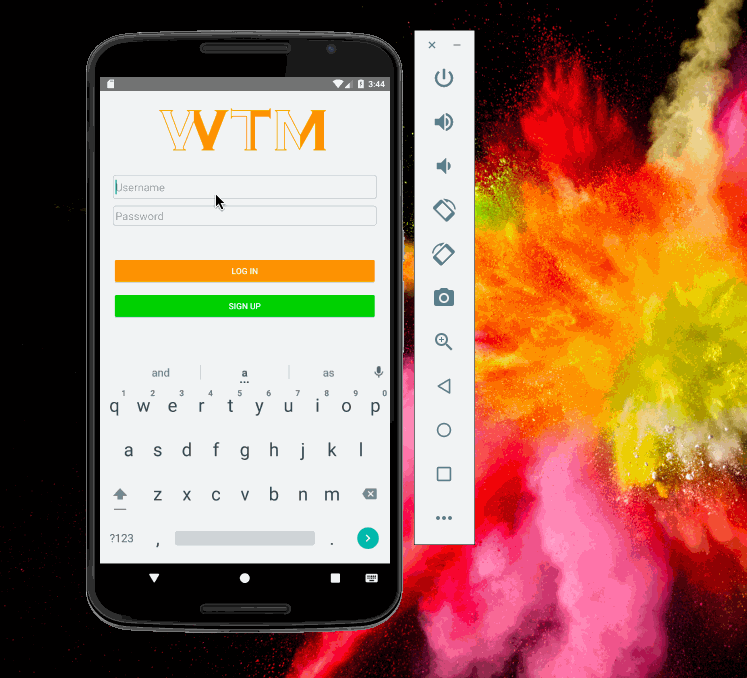 3:44
WTM
Username
Password
LOG IN
SIGN UP
and a as
1 2 3 4 5 6 7 8 9 0
q w e r t y u i o p
a s d f g h j k l
z x c v b n m
?123 , .